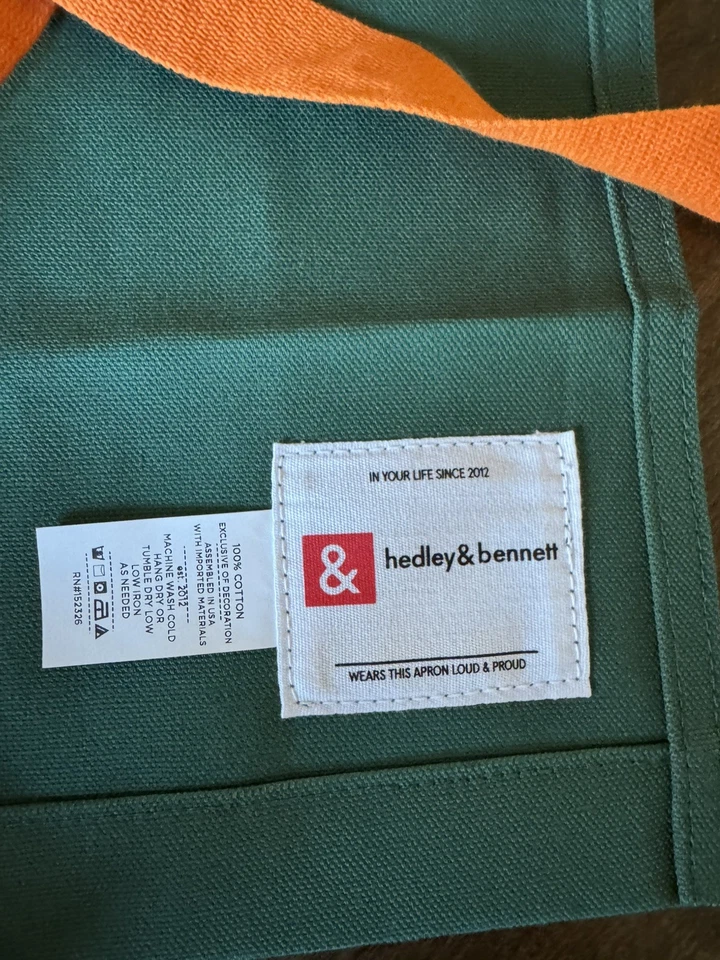 IN YOUR LIFE SINCE 2012
&
hedley&bennett
WEARS THIS APRON LOUD & PROUD
100% COTTON
EXCLUSIVE OF DECORATION
ASSEMBLED IN USA
WITH IMPORTED MATERIALS
est. 2012
MACHINE WASH COLD
HANG DRY OR
TUMBLE DRY LOW
LOW IRON
AS NEEDED
RN#152326